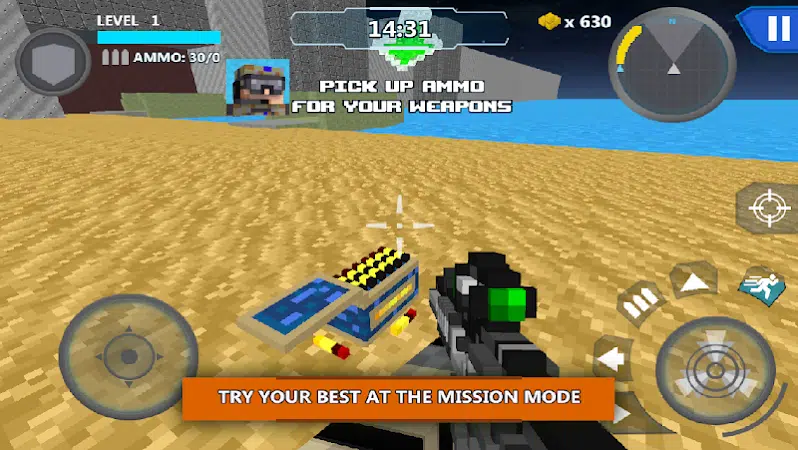 LEVEL 1
14:31
x 630
N
AMMO: 30/0
PICK UP AMMO
FOR YOUR WEAPONS
TRY YOUR BEST AT THE MISSION MODE